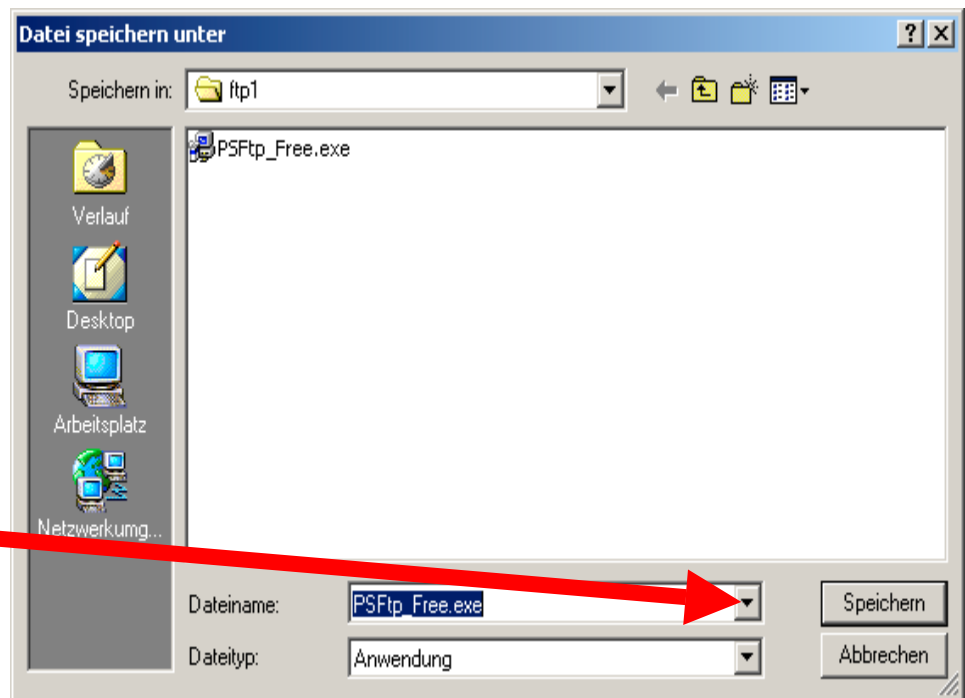 Datei speichern unter
Speichern in: ftp1
PSFtp_Free.exe
Verlauf
Desktop
Arbeitsplatz
Netzwerkumg...
Dateiname: PSFtp_Free.exe Speichern
Dateityp: Anwendung Abbrechen